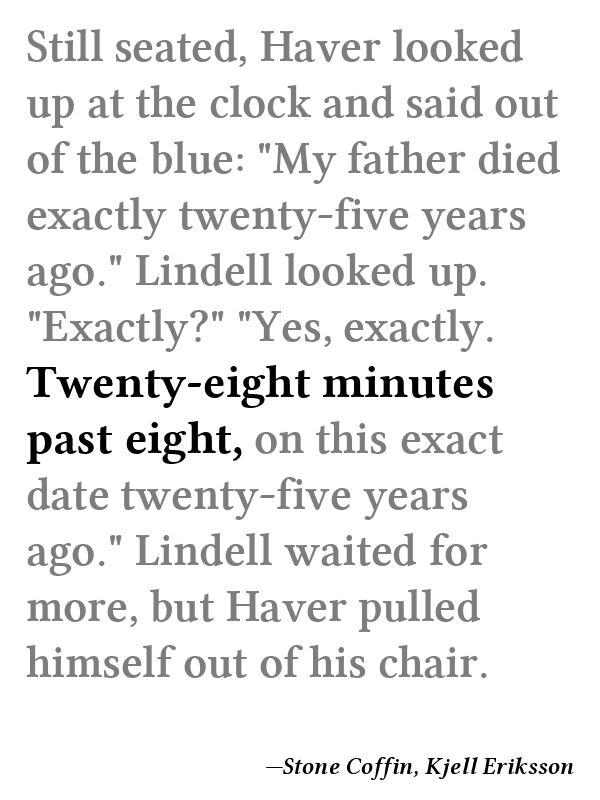 Still seated, Haver looked
up at the clock and said out
of the blue: "My father died
exactly twenty-five years
ago." Lindell looked up.
"Exactly?" "Yes, exactly.
Twenty-eight minutes
past eight, on this exact
date twenty-five years
ago." Lindell waited for
more, but Haver pulled
himself out of his chair.
—Stone Coffin, Kjell Eriksson